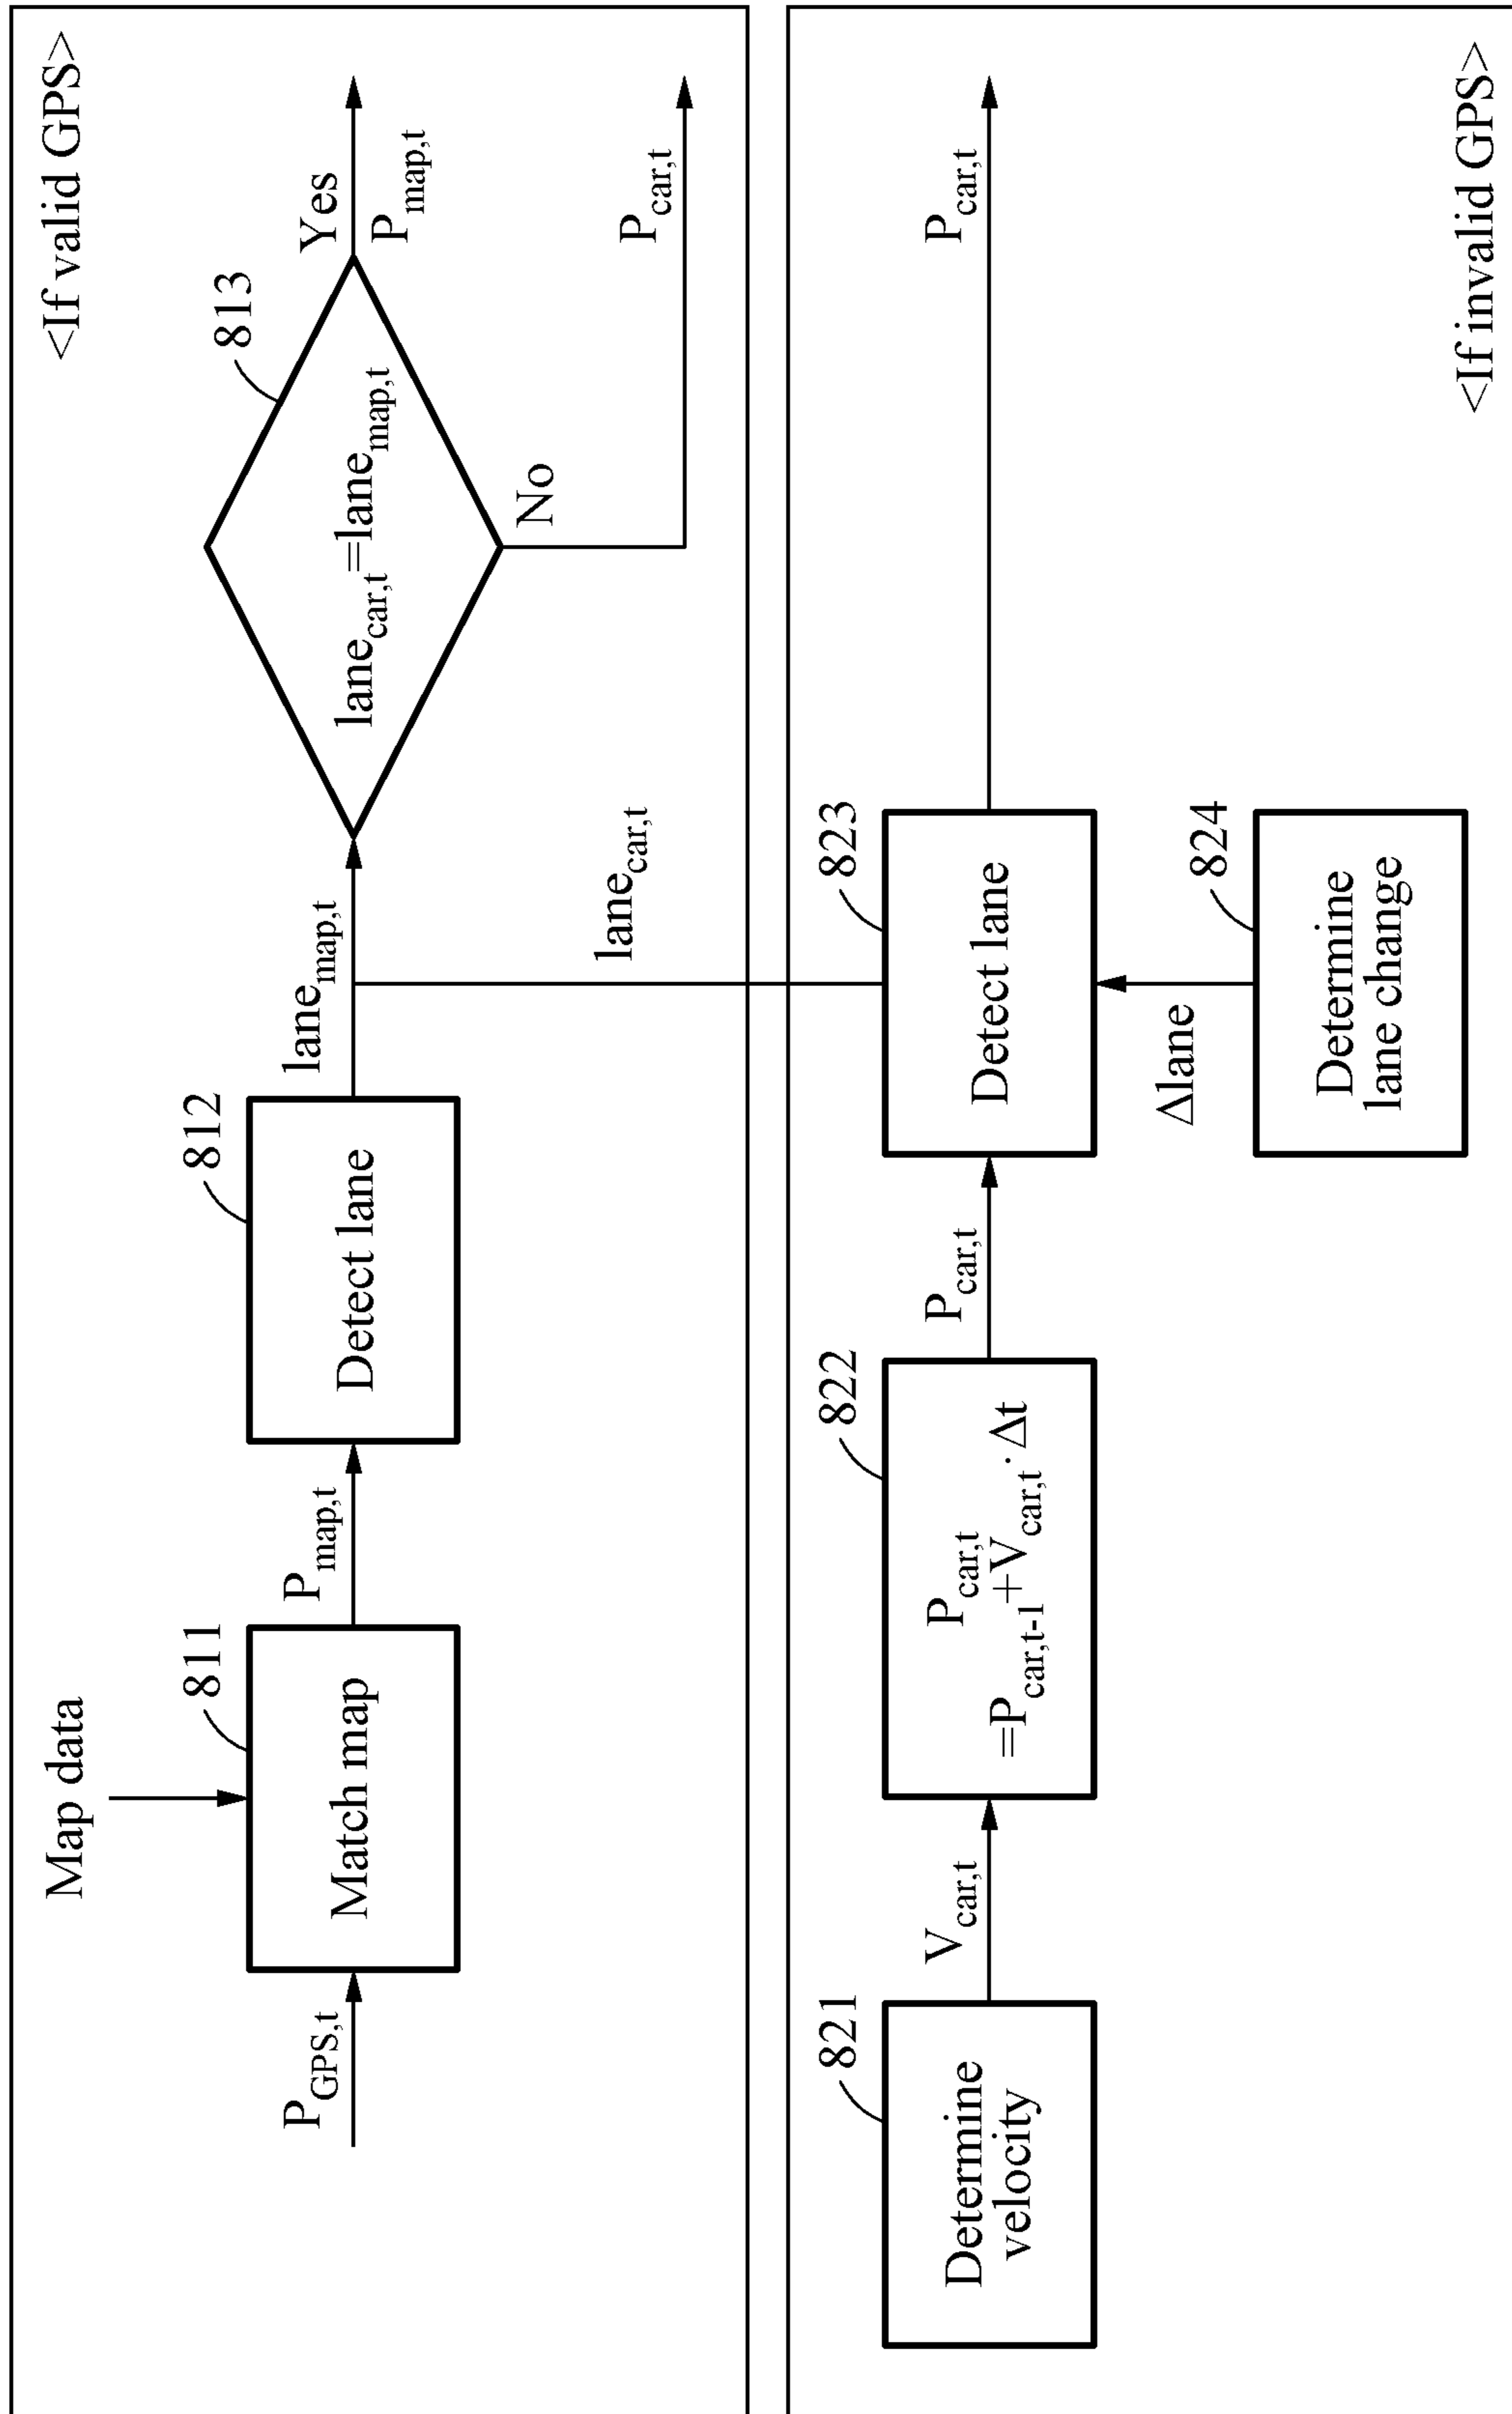 <If valid GPS>
Map data
811
812
813
P_GPS,t
Match map
P_map,t
Detect lane
lane_map,t
lane_car,t=lane_map,t
Yes
P_map,t
No
P_car,t
lane_car,t
821
822
823
Determine
velocity
V_car,t
P_car,t
=P_car,t-1+V_car,t·Δt
P_car,t
Detect lane
P_car,t
Δlane
824
Determine
lane change
<If invalid GPS>